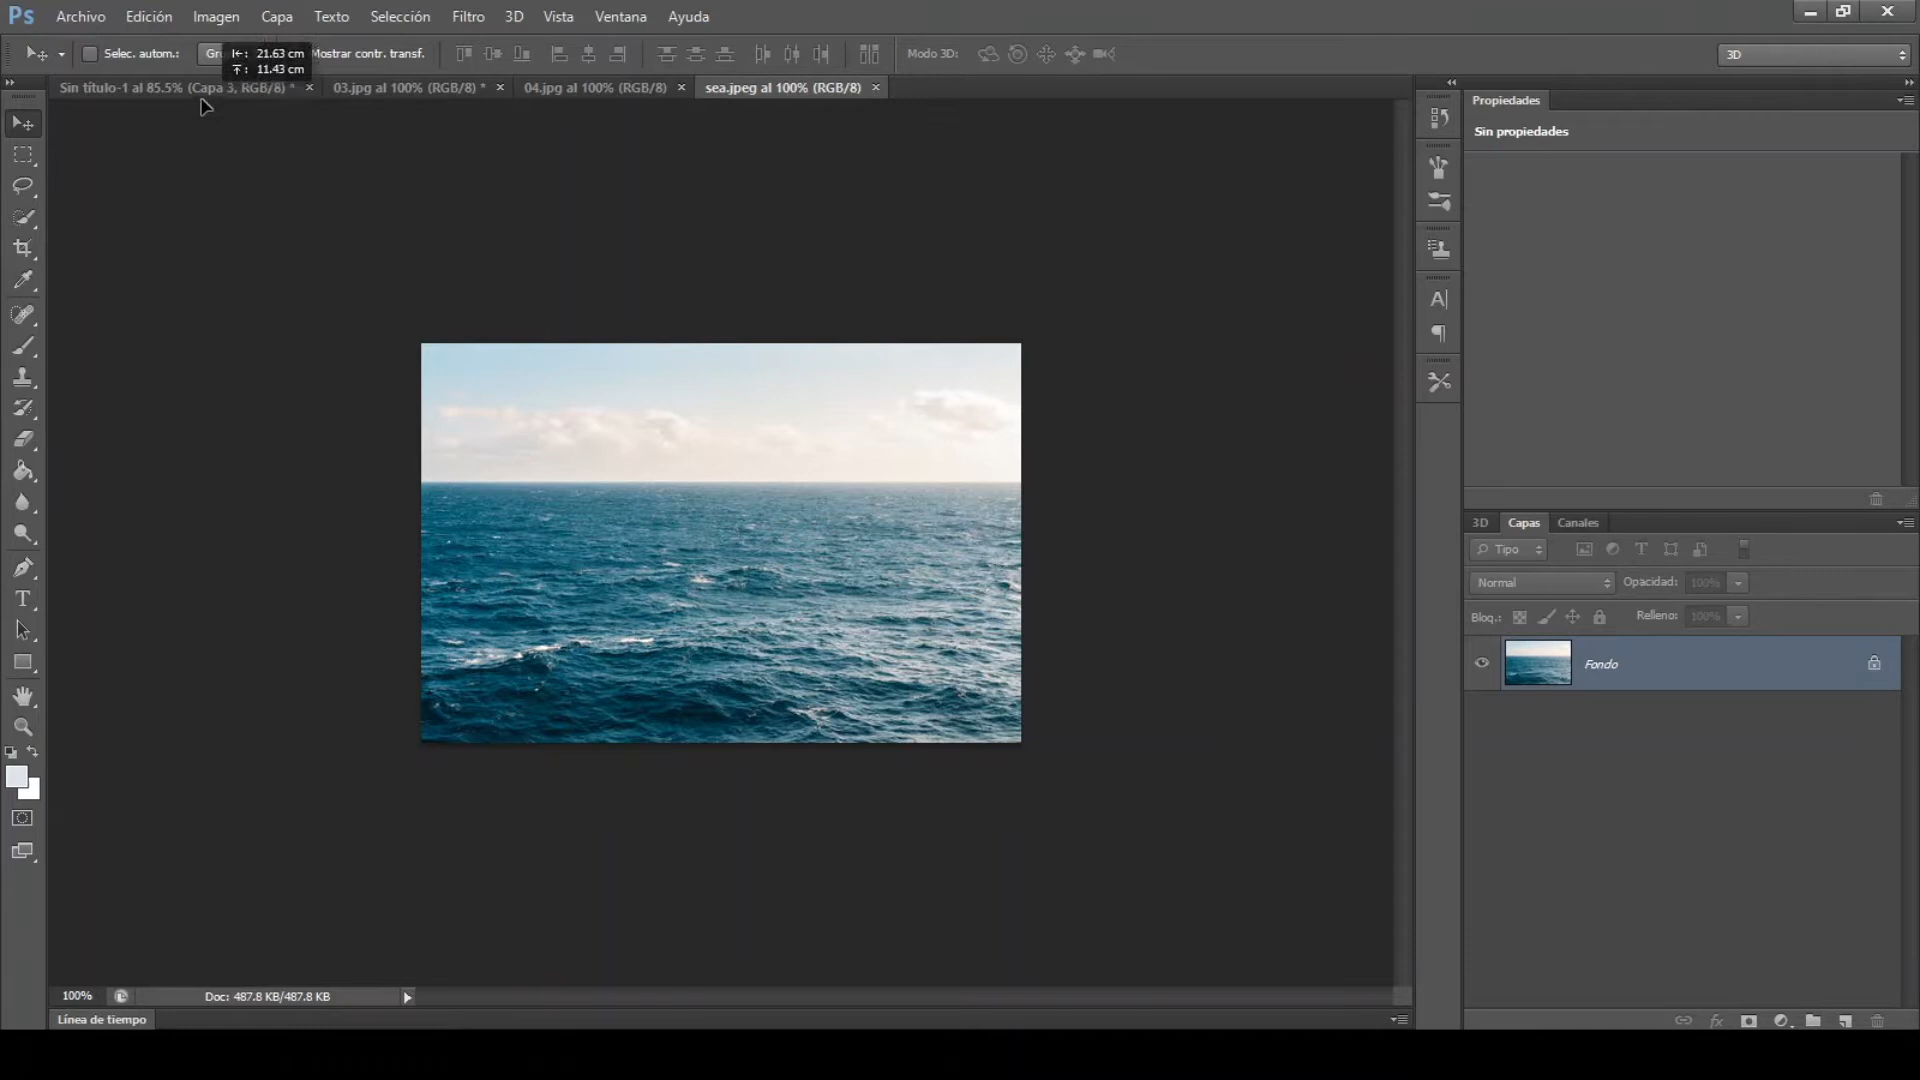 Ps Archivo Edición Imagen Capa Texto Selección Filtro 3D Vista Ventana Ayuda
Selec. autom.: Gr Mostrar contr. transf. Modo 3D: 3D
21.63 cm
11.43 cm
Sin título-1 al 85.5% (Capa 3, RGB/8) * × 03.jpg al 100% (RGB/8) * × 04.jpg al 100% (RGB/8) × sea.jpeg al 100% (RGB/8) ×
Propiedades
Sin propiedades
3D Capas Canales
Tipo
Normal Opacidad: 100%
Bloq.: Relleno: 100%
Fondo
100% Doc: 487.8 KB/487.8 KB
Línea de tiempo